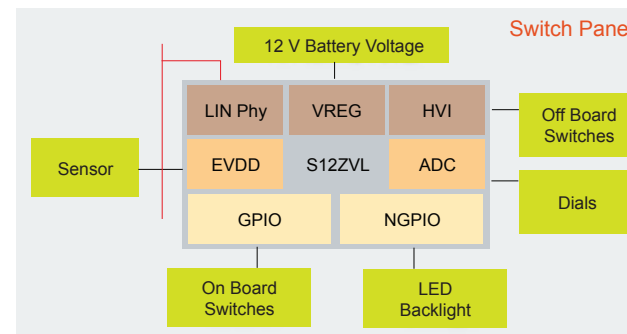 Switch Pane
12 V Battery Voltage
LIN Phy
VREG
HVI
Off Board
Switches
Sensor
EVDD
S12ZVL
ADC
Dials
GPIO
NGPIO
On Board
Switches
LED
Backlight